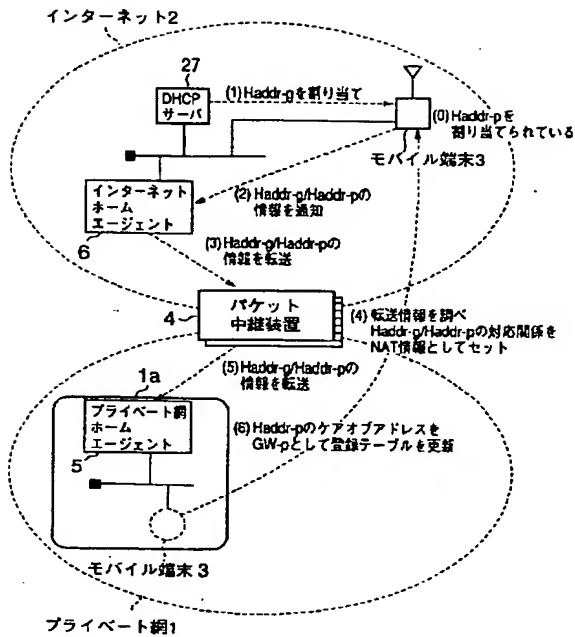 インターネット2
27
DHCP
サーバ
(1) Haddr-gを割り当て
(0) Haddr-pを
割り当てられている
モバイル端末3
インターネット
ホーム
エージェント
6
(2) Haddr-g/Haddr-pの
情報を通知
(3) Haddr-g/Haddr-pの
情報を転送
パケット
中継装置
4
(4) 転送情報を調べ
Haddr-g/Haddr-pの対応関係を
NAT情報としてセット
(5) Haddr-g/Haddr-pの
情報を転送
1a
プライベート網
ホーム
エージェント
5
(6) Haddr-pのケアオブアドレスを
GW-pとして登録テーブルを更新
モバイル端末3
プライベート網1